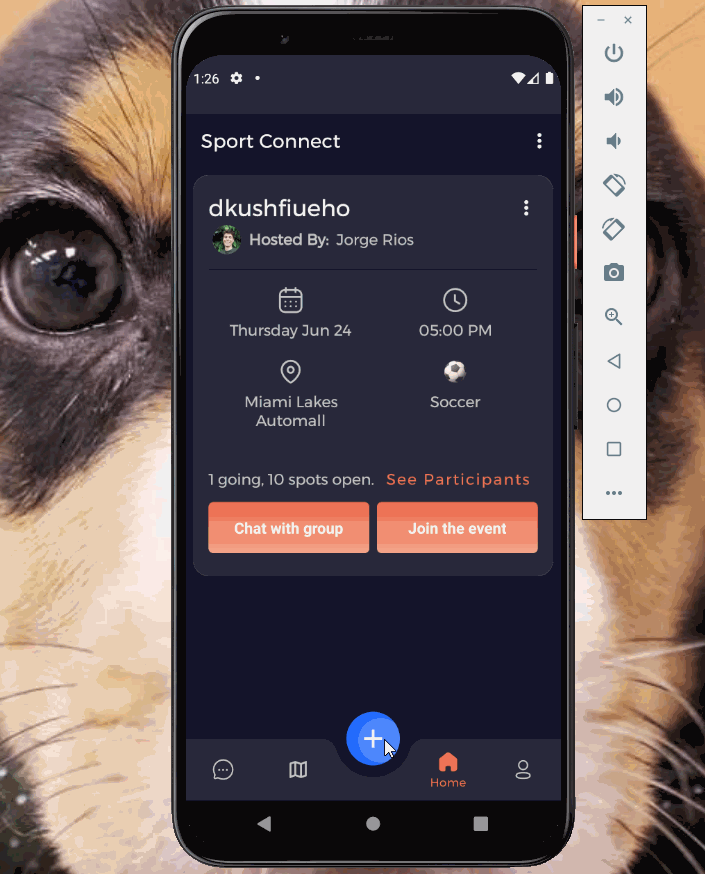 1:26
Sport Connect
dkushfiueho
Hosted By: Jorge Rios
Thursday Jun 24
05:00 PM
Miami Lakes
Automall
Soccer
1 going, 10 spots open. See Participants
Chat with group
Join the event
Home